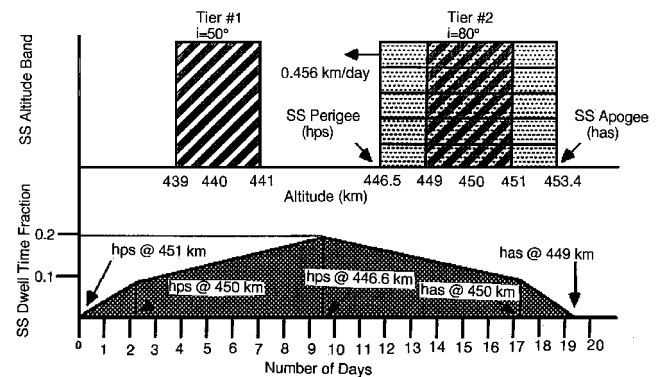 Tier #1
i=50°
Tier #2
i=80°
SS Altitude Band
0.456 km/day
SS Perigee
(hps)
SS Apogee
(has)
439 440 441 446.5 449 450 451 453.4
Altitude (km)
SS Dwell Time Fraction
0.2
0.1
hps @ 451 km
hps @ 450 km
hps @ 446.6 km
has @ 450 km
has @ 449 km
0 1 2 3 4 5 6 7 8 9 10 11 12 13 14 15 16 17 18 19 20
Number of Days